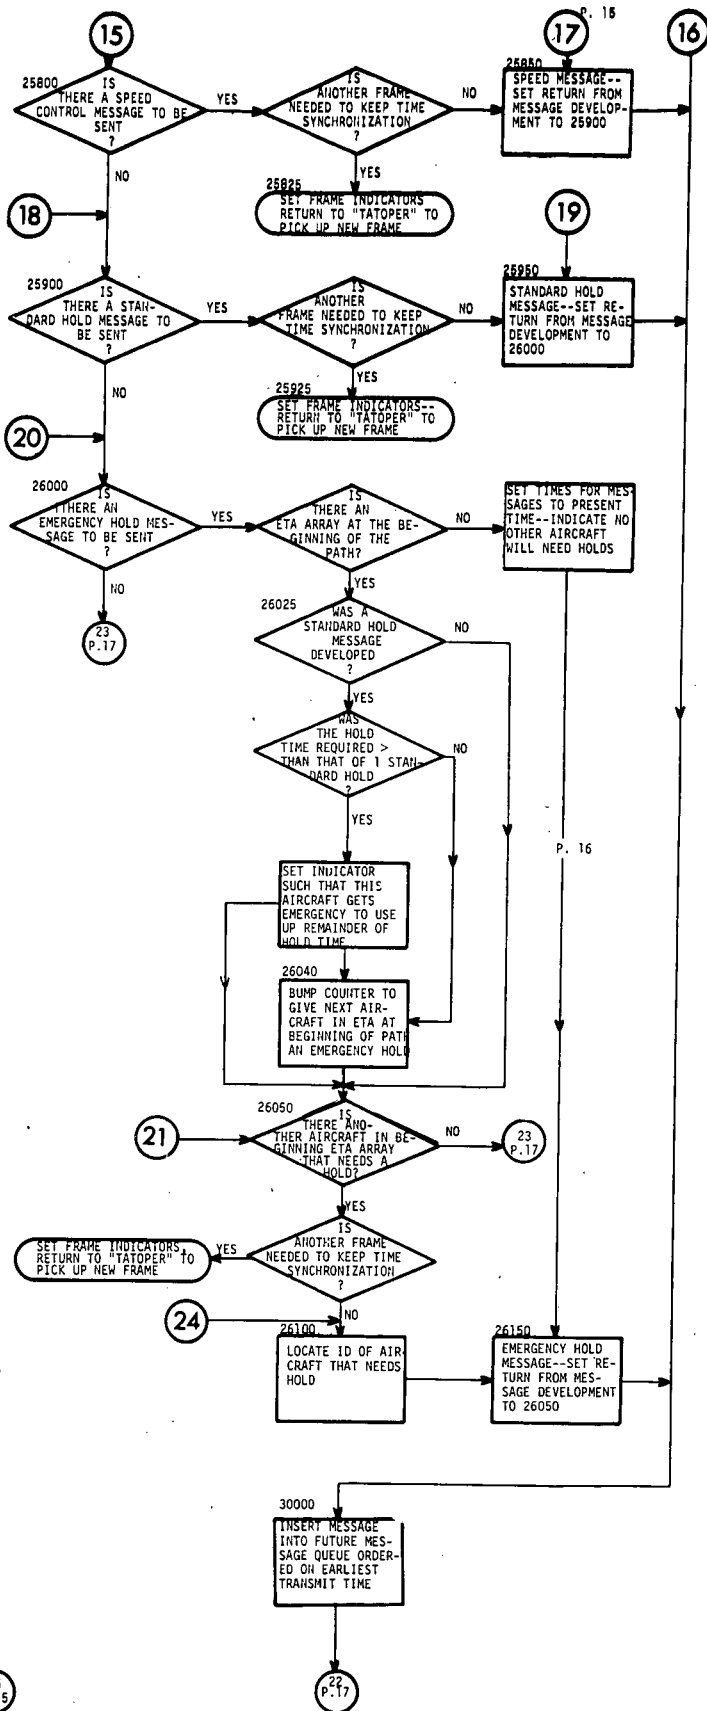 P. 15
15
17
16
25800
IS
THERE A SPEED
CONTROL MESSAGE TO BE
SENT
?
YES
NO
IS
ANOTHER FRAME
NEEDED TO KEEP TIME
SYNCHRONIZATION
?
NO
YES
25850
SPEED MESSAGE--
SET RETURN FROM
MESSAGE DEVELOP-
MENT TO 25900
25825
SET FRAME INDICATORS
RETURN TO "TATOPER" TO
PICK UP NEW FRAME
18
19
25900
IS
THERE A STAN-
DARD HOLD MESSAGE TO
BE SENT
?
YES
NO
IS
ANOTHER
FRAME NEEDED TO KEEP
TIME SYNCHRONIZATION
?
NO
YES
25950
STANDARD HOLD
MESSAGE--SET RE-
TURN FROM MESSAGE
DEVELOPMENT TO
26000
25925
SET FRAME INDICATORS--
RETURN TO "TATOPER" TO
PICK UP NEW FRAME
20
26000
IS
TTHERE AN
EMERGENCY HOLD MES-
SAGE TO BE SENT
?
YES
NO
23
P.17
IS
THERE AN
ETA ARRAY AT THE BE-
GINNING OF THE
PATH?
NO
YES
SET TIMES FOR MES-
SAGES TO PRESENT
TIME--INDICATE NO
OTHER AIRCRAFT
WILL NEED HOLDS
26025
WAS A
STANDARD HOLD
MESSAGE
DEVELOPED
?
NO
YES
WAS
THE HOLD
TIME REQUIRED >
THAN THAT OF 1 STAN-
DARD HOLD
?
NO
YES
P. 16
SET INDICATOR
SUCH THAT THIS
AIRCRAFT GETS
EMERGENCY TO USE
UP REMAINDER OF
HOLD TIME
26040
BUMP COUNTER TO
GIVE NEXT AIR-
CRAFT IN ETA AT
BEGINNING OF PATH
AN EMERGENCY HOLD
21
26050
IS
THERE ANO-
THER AIRCRAFT IN BE-
GINNING ETA ARRAY
THAT NEEDS A
HOLD?
NO
23
P.17
YES
IS
ANOTHER FRAME
NEEDED TO KEEP TIME
SYNCHRONIZATION
?
YES
NO
SET FRAME INDICATORS,
RETURN TO "TATOPER" TO
PICK UP NEW FRAME
24
26100
LOCATE ID OF AIR-
CRAFT THAT NEEDS
HOLD
26150
EMERGENCY HOLD
MESSAGE--SET RE-
TURN FROM MES-
SAGE DEVELOPMENT
TO 26050
30000
INSERT MESSAGE
INTO FUTURE MES-
SAGE QUEUE ORDER-
ED ON EARLIEST
TRANSMIT TIME
22
P.17
5